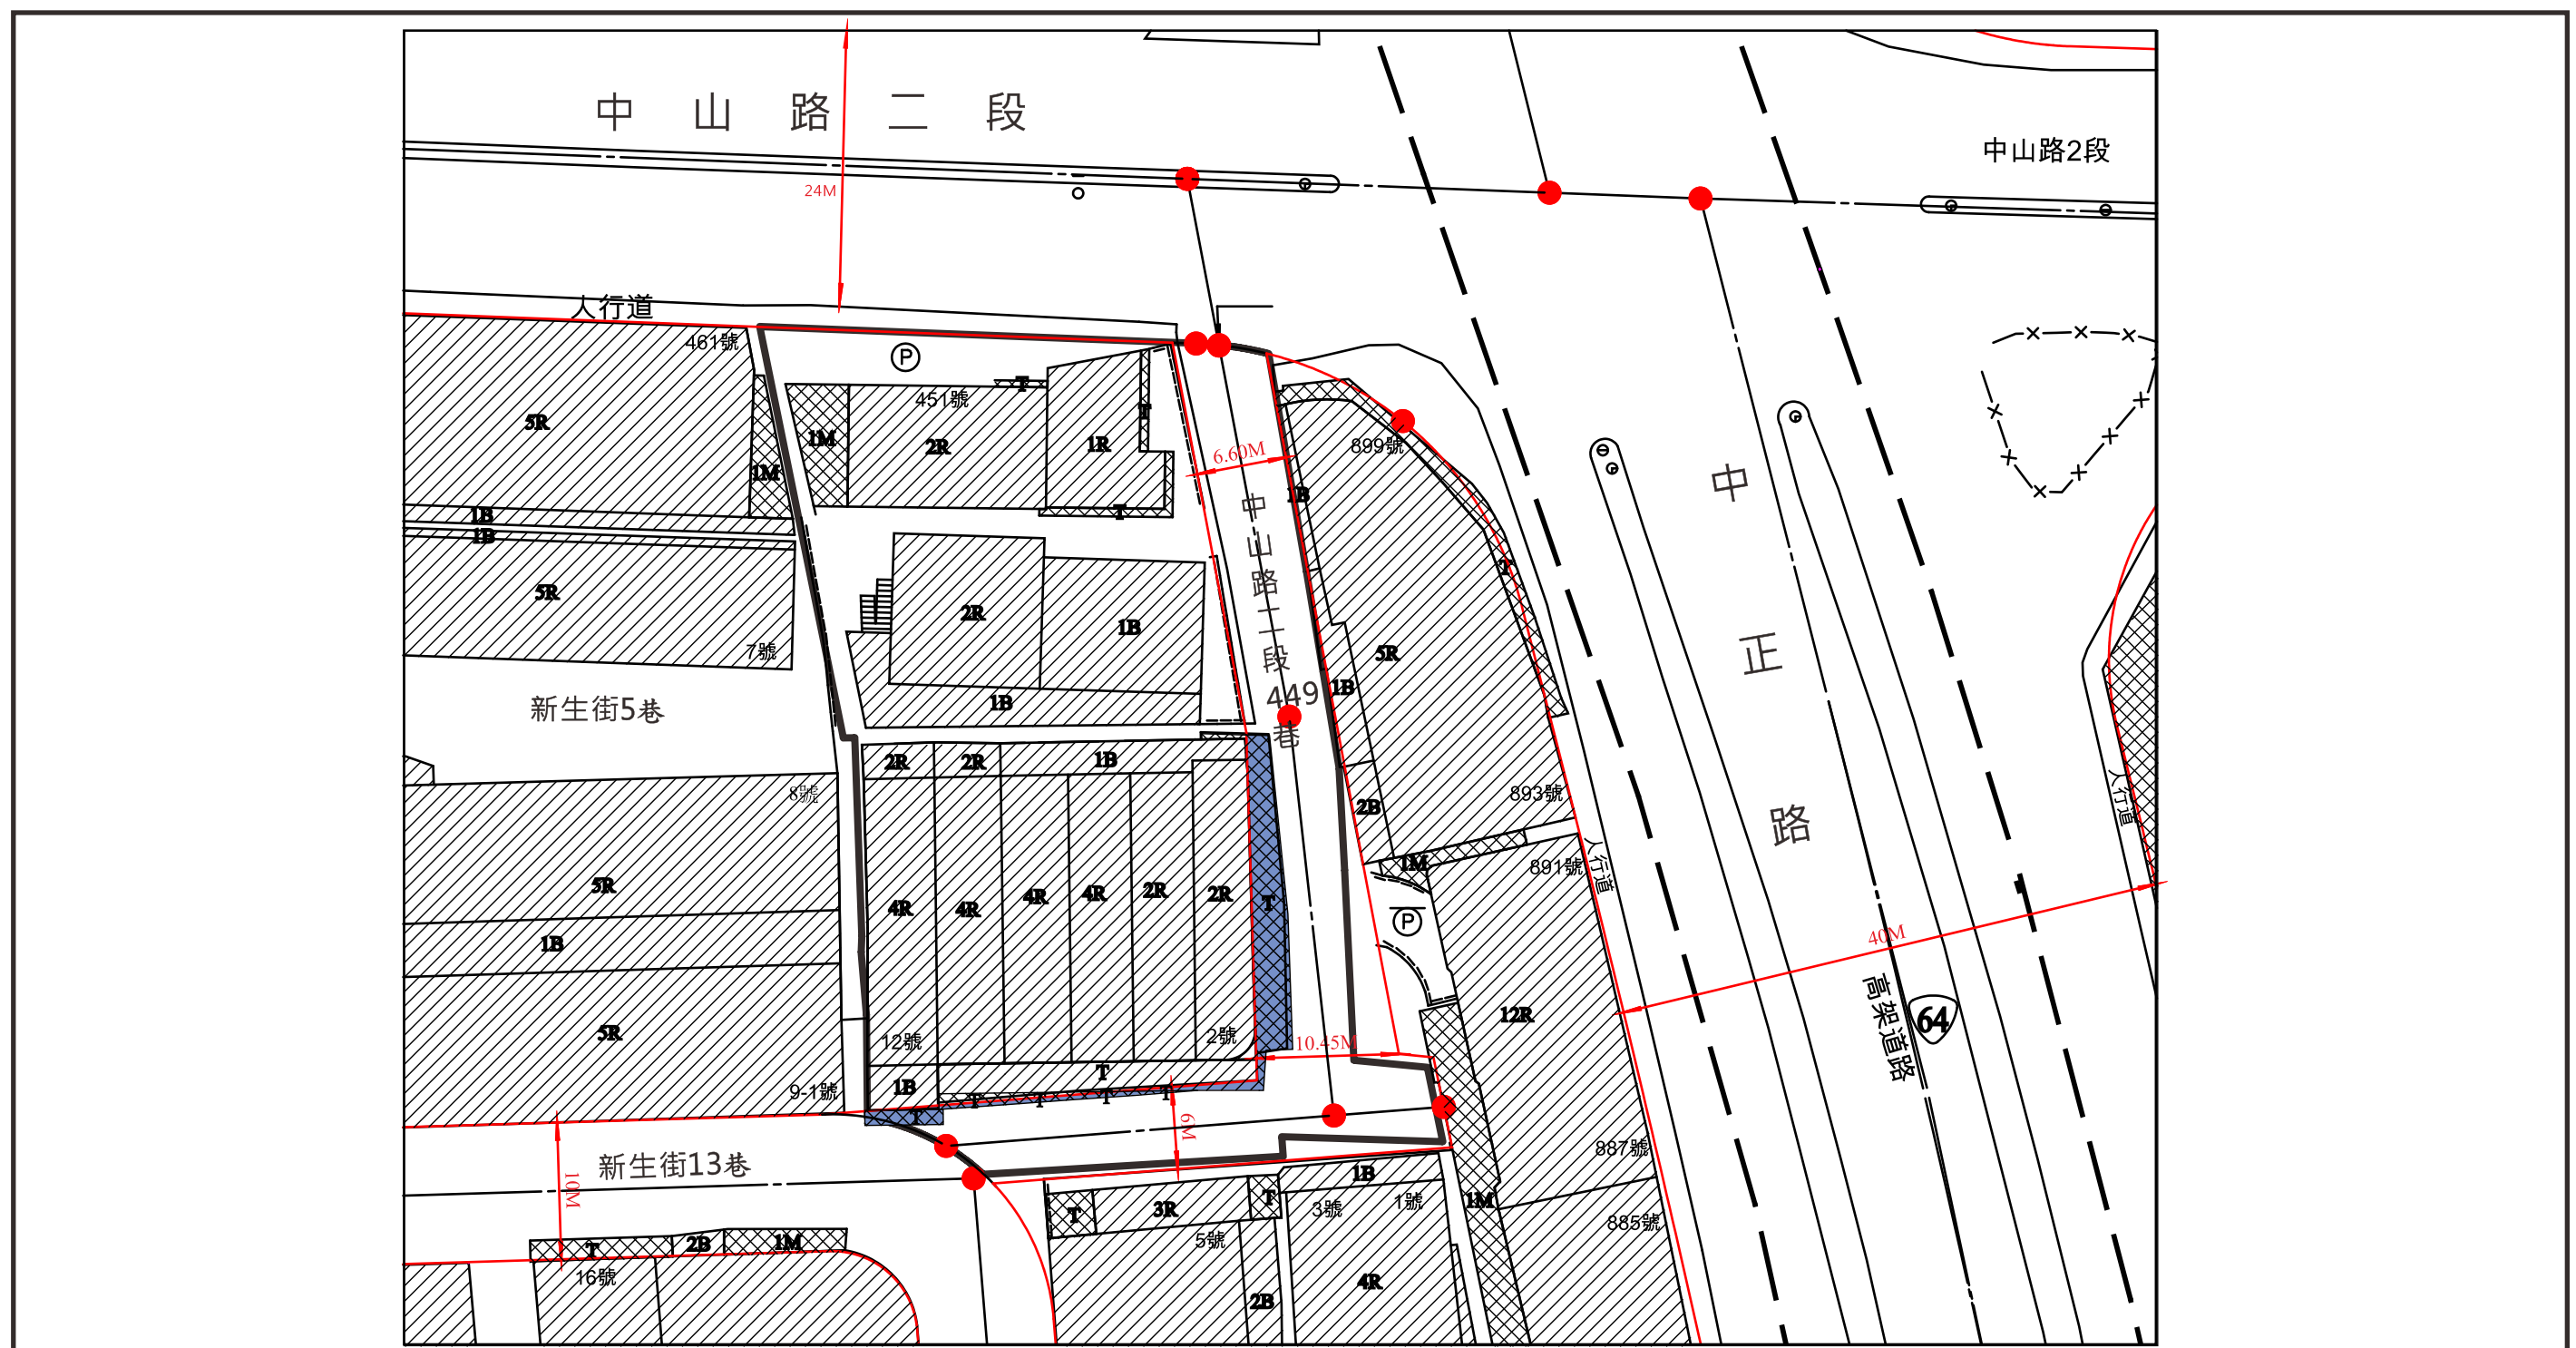 中山路二段
中山路2段
24M
人行道
461號
P
451號
T
5R
1M
2R
1R
T
1M
899號
6.60M
1B
1B
1B
T
中山路二段449巷
中正路
T
5R
2R
1B
5R
7號
1B
1B
新生街5巷
2R
2R
1B
8號
2B
893號
1M
891號
人行道
人行道
5R
4R
4R
4R
4R
2R
2R
T
P
1B
40M
高架道路
64
12R
5R
12號
2號
10.45M
9-1號
1B
T
T
T
T
T
T
6M
新生街13巷
10M
887號
1B
T
3R
T
3號
1號
1M
885號
5號
T
2B
1M
16號
4R
2B